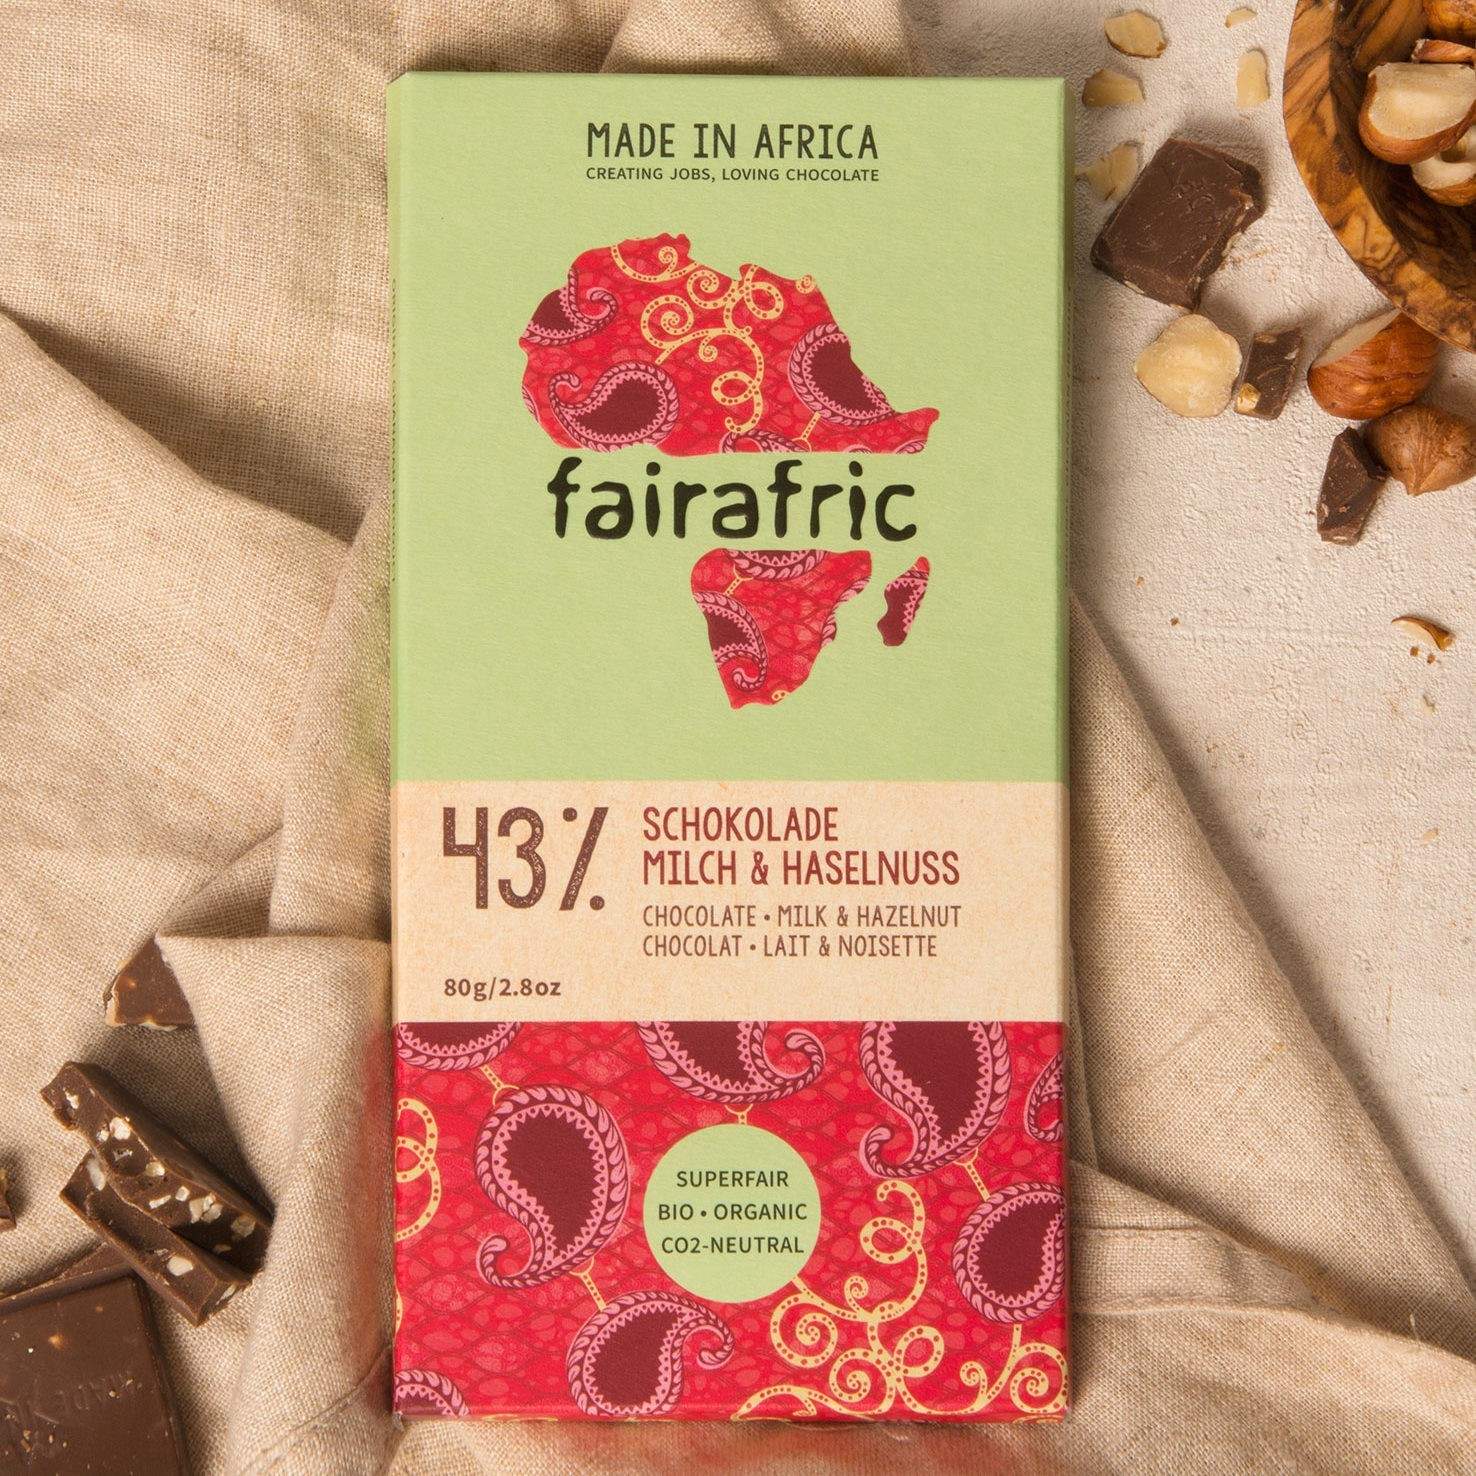 MADE IN AFRICA
CREATING JOBS, LOVING CHOCOLATE
fairafric
43%
SCHOKOLADE
MILCH & HASELNUSS
CHOCOLATE • MILK & HAZELNUT
CHOCOLAT • LAIT & NOISETTE
80g/2.8oz
SUPERFAIR
BIO • ORGANIC
CO2-NEUTRAL